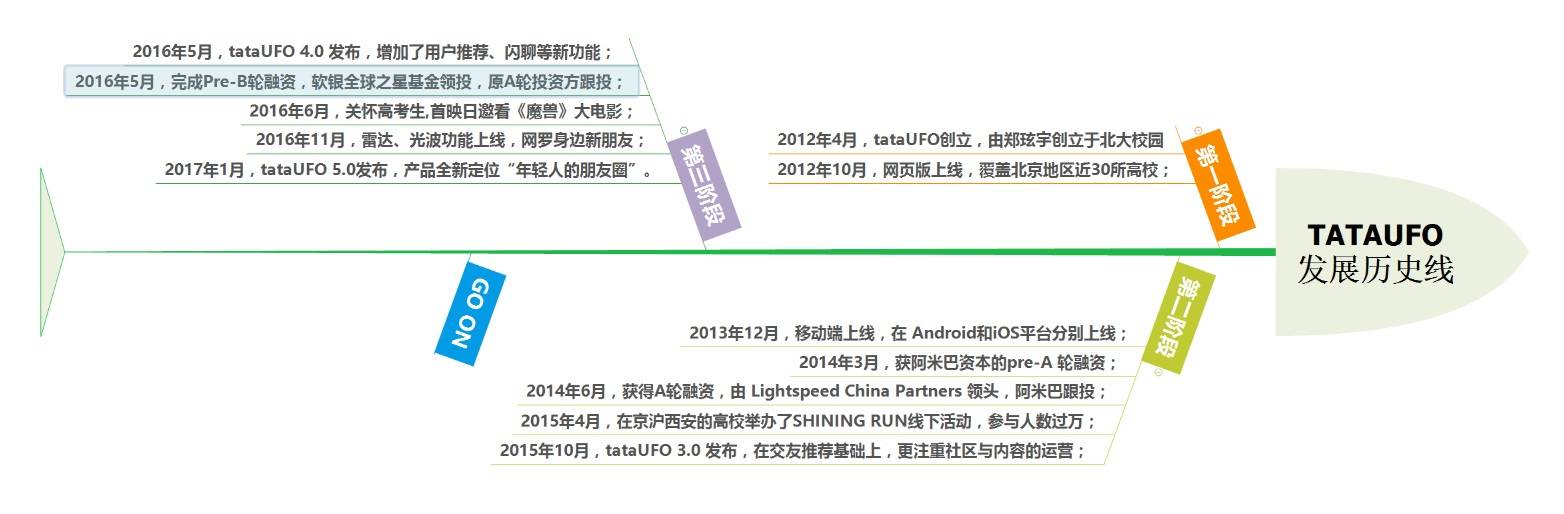 2016年5月，tataUFO 4.0 发布，增加了用户推荐、闪聊等新功能；
2016年5月，完成Pre-B轮融资，软银全球之星基金领投，原A轮投资方跟投；
2016年6月，关怀高考生,首映日邀看《魔兽》大电影；
2016年11月，雷达、光波功能上线，网罗身边新朋友；
2017年1月，tataUFO 5.0发布，产品全新定位“年轻人的朋友圈”。
第三阶段
2012年4月，tataUFO创立，由郑玹宇创立于北大校园
2012年10月，网页版上线，覆盖北京地区近30所高校；
第一阶段
TATAUFO
发展历史线
GO ON
2013年12月，移动端上线，在 Android和iOS平台分别上线；
2014年3月，获阿米巴资本的pre-A 轮融资；
2014年6月，获得A轮融资，由 Lightspeed China Partners 领头，阿米巴跟投；
2015年4月，在京沪西安的高校举办了SHINING RUN线下活动，参与人数过万；
2015年10月，tataUFO 3.0 发布，在交友推荐基础上，更注重社区与内容的运营；
第二阶段